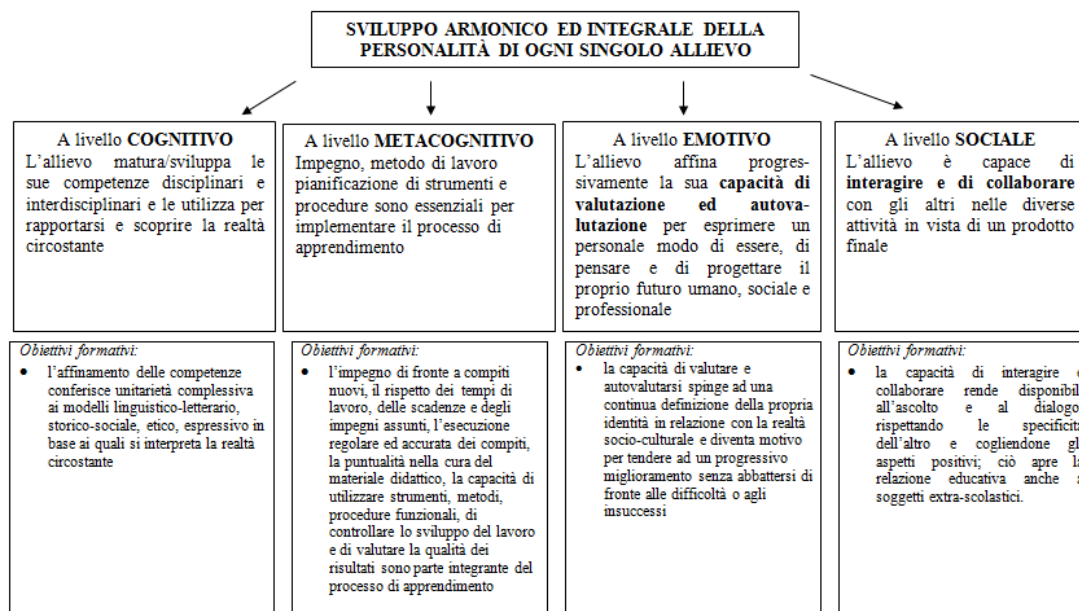 SVILUPPO ARMONICO ED INTEGRALE DELLA
PERSONALITÀ DI OGNI SINGOLO ALLIEVO
A livello COGNITIVO
L’allievo matura/sviluppa le
sue competenze disciplinari e
interdisciplinari e le utilizza per
rapportarsi e scoprire la realtà
circostante
A livello METACOGNITIVO
Impegno, metodo di lavoro
pianificazione di strumenti e
procedure sono essenziali per
implementare il processo di
apprendimento
A livello EMOTIVO
L’allievo affina progres-
sivamente la sua capacità di
valutazione ed autova-
lutazione per esprimere un
personale modo di essere, di
pensare e di progettare il
proprio futuro umano, sociale e
professionale
A livello SOCIALE
L’allievo è capace di
interagire e di collaborare
con gli altri nelle diverse
attività in vista di un prodotto
finale
Obiettivi formativi:
• l’affinamento delle competenze
conferisce unitarietà complessiva
ai modelli linguistico-letterario,
storico-sociale, etico, espressivo in
base ai quali si interpreta la realtà
circostante
Obiettivi formativi:
• l’impegno di fronte a compiti
nuovi, il rispetto dei tempi di
lavoro, delle scadenze e degli
impegni assunti, l’esecuzione
regolare ed accurata dei compiti,
la puntualità nella cura del
materiale didattico, la capacità di
utilizzare strumenti, metodi,
procedure funzionali, di
controllare lo sviluppo del lavoro
e di valutare la qualità dei
risultati sono parte integrante del
processo di apprendimento
Obiettivi formativi:
• la capacità di valutare e
autovalutarsi spinge ad una
continua definizione della propria
identità in relazione con la realtà
socio-culturale e diventa motivo
per tendere ad un progressivo
miglioramento senza abbattersi di
fronte alle difficoltà o agli
insuccessi
Obiettivi formativi:
• la capacità di interagire e
collaborare rende disponibil
all’ascolto e al dialogo,
rispettando le specificità
dell’altro e cogliendone gli
aspetti positivi; ciò apre la
relazione educativa anche a
soggetti extra-scolastici.